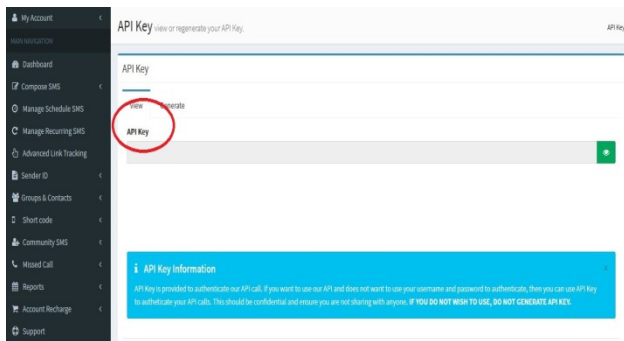 My Account
API Key view or regenerate your API Key.
API Key
MAIN NAVIGATION
Dashboard
API Key
Compose SMS
Manage Schedule SMS
View Generate
Manage Recurring SMS
API Key
Advanced Link Tracking
Sender ID
Groups & Contacts
Short code
Community SMS
Missed Call
Reports
Account Recharge
Support
API Key Information
API Key is provided to authenticate our API call. If you want to use our API and does not want to use your username and password to authenticate, then you can use API Key
to autheticate your API calls. This should be confidential and ensure you are not sharing with anyone. IF YOU DO NOT WISH TO USE, DO NOT GENERATE API KEY.